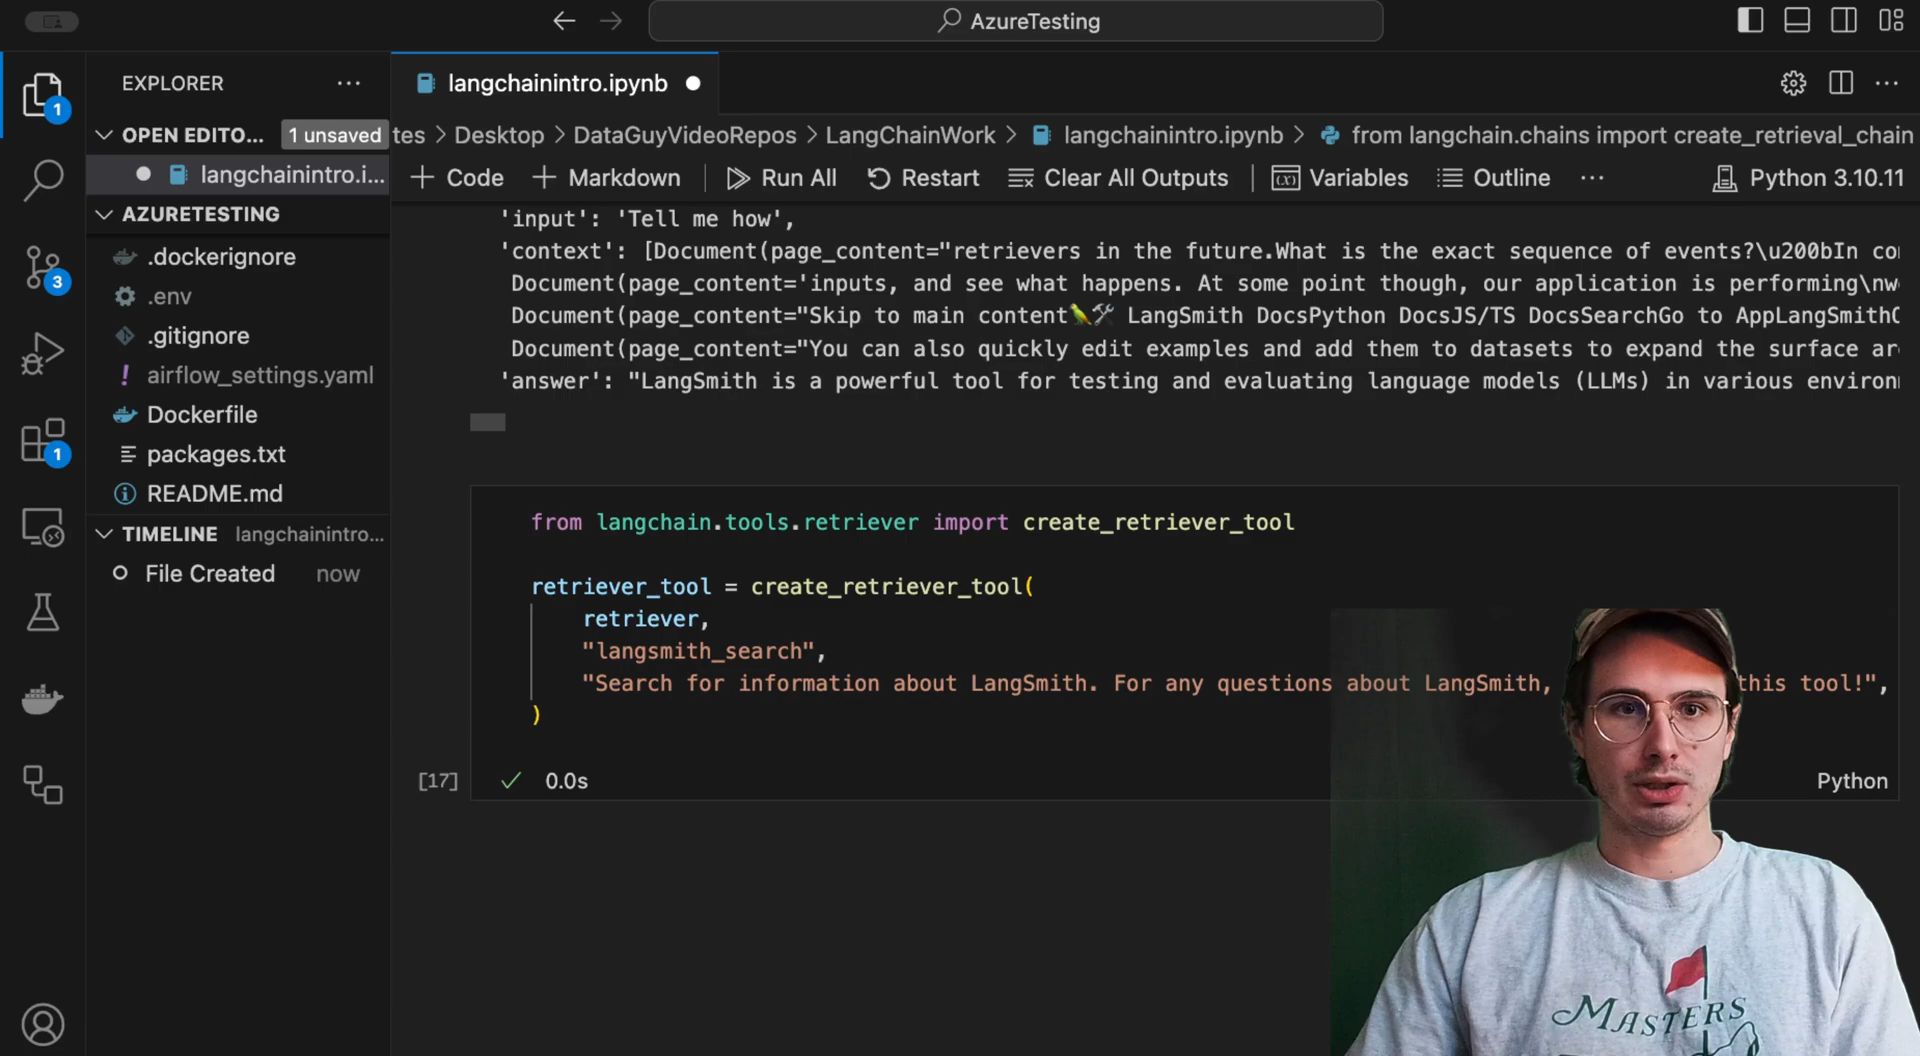 AzureTesting
EXPLORER
langchainintro.ipynb
1
OPEN EDITO...
1 unsaved
tes > Desktop > DataGuyVideoRepos > LangChainWork > langchainintro.ipynb > from langchain.chains import create_retrieval_chain
langchainintro.i...
+ Code + Markdown Run All Restart Clear All Outputs Variables Outline ... Python 3.10.11
AZURETESTING
.dockerignore
.env
.gitignore
airflow_settings.yaml
Dockerfile
packages.txt
README.md
TIMELINE langchainintro...
File Created now
3
1
'input': 'Tell me how',
'context': [Document(page_content="retrievers in the future.What is the exact sequence of events?\u200bIn
Document(page_content='inputs, and see what happens. At some point though, our application is performing
Document(page_content="Skip to main content🦜️🛠️ LangSmith DocsPython DocsJS/TS DocsSearchGo to
Document(page_content="You can also quickly edit examples and add them to datasets to expand the surface
'answer': "LangSmith is a powerful tool for testing and evaluating language models (LLMs) in various
from langchain.tools.retriever import create_retriever_tool
retriever_tool = create_retriever_tool(
retriever,
"langsmith_search",
"Search for information about LangSmith. For any questions about LangSmith, this tool!",
)
[17] ✓ 0.0s Python
MASTERS